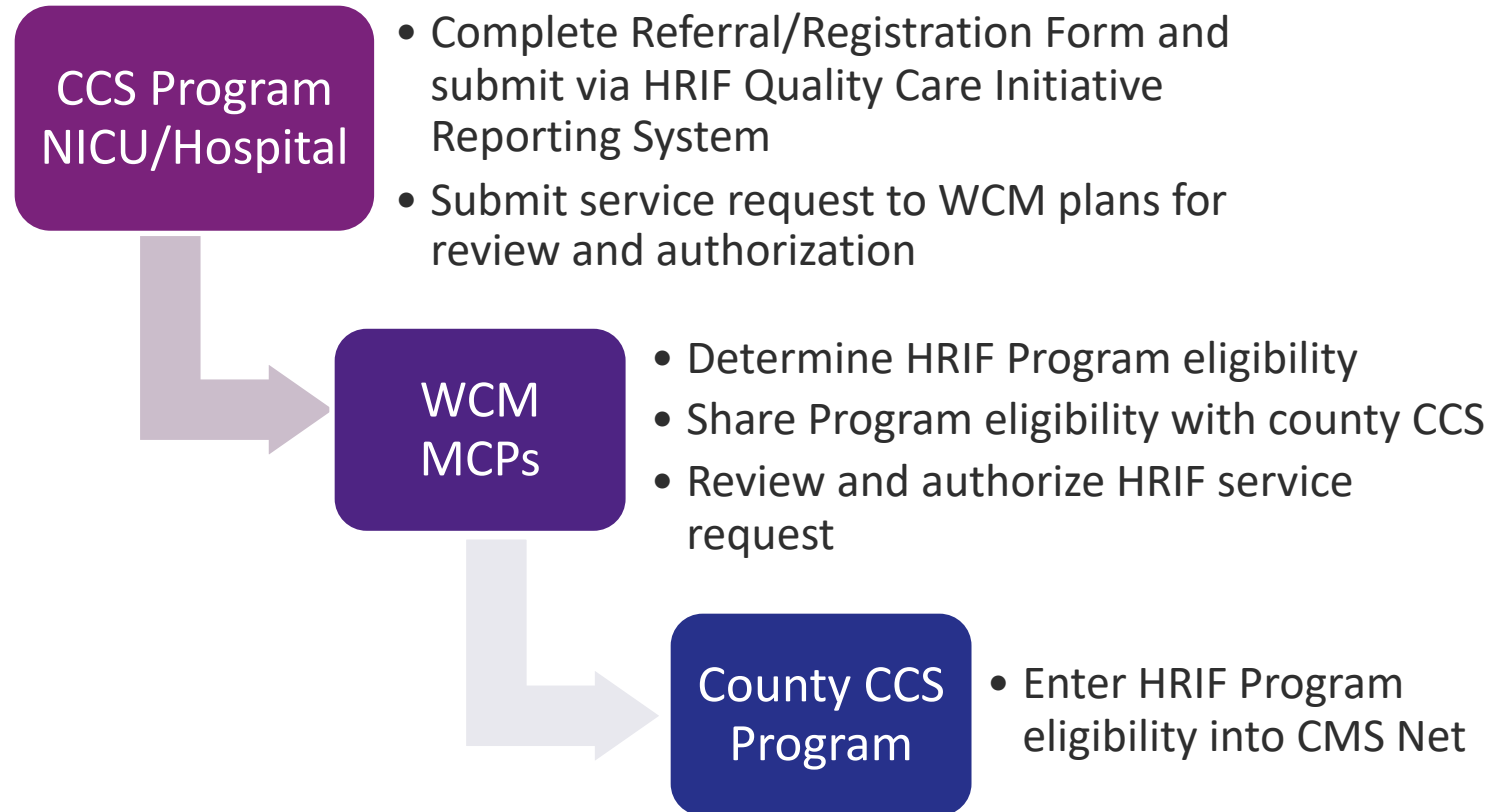 CCS Program
NICU/Hospital
• Complete Referral/Registration Form and
submit via HRIF Quality Care Initiative
Reporting System
• Submit service request to WCM plans for
review and authorization
WCM
MCPs
• Determine HRIF Program eligibility
• Share Program eligibility with county CCS
• Review and authorize HRIF service
request
County CCS
Program
• Enter HRIF Program
eligibility into CMS Net